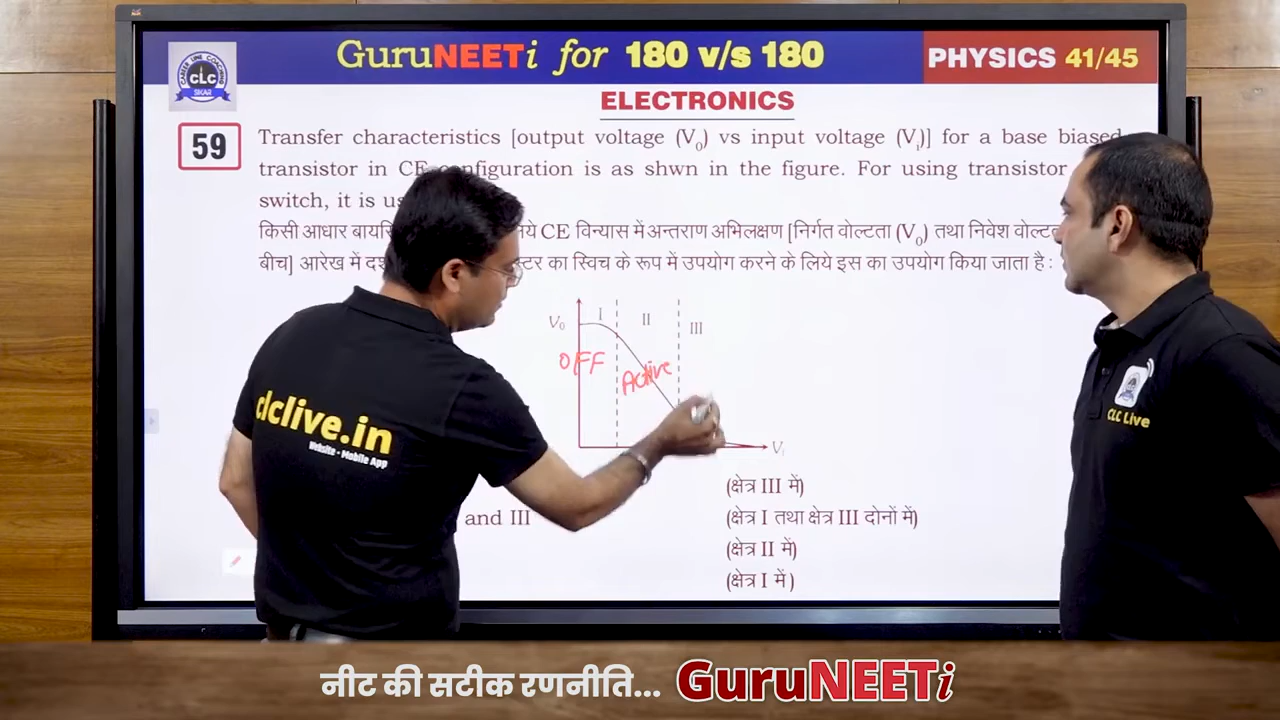 GuruNEETi for 180 v/s 180
PHYSICS 41/45
CLC
SIKAR
ELECTRONICS
59
Transfer characteristics [output voltage (V₀) vs input voltage (Vᵢ)] for a base biased
transistor in CE configuration is as shwn in the figure. For using transistor
switch, it is
किसी आधार CE विन्यास में अन्तराण अभिलक्षण [निर्गत वोल्टता (V₀) तथा निवेश
बीच] आरेख में का स्विच के रूप में उपयोग करने के लिये इस का उपयोग किया जाता है :
V₀ I II III
OFF
Active
Vᵢ
(क्षेत्र III में)
and III (क्षेत्र I तथा क्षेत्र III दोनों में)
(क्षेत्र II में)
(क्षेत्र I में)
clclive.in
Website - Mobile App
CLC Live
नीट की सटीक रणनीति... GuruNEETi